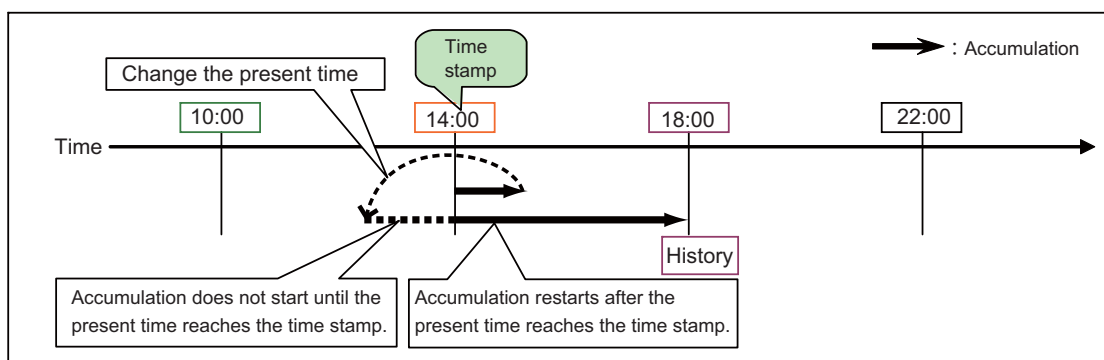 Time
stamp
: Accumulation
Change the present time
10:00
14:00
18:00
22:00
Time
History
Accumulation does not start until the
present time reaches the time stamp.
Accumulation restarts after the
present time reaches the time stamp.